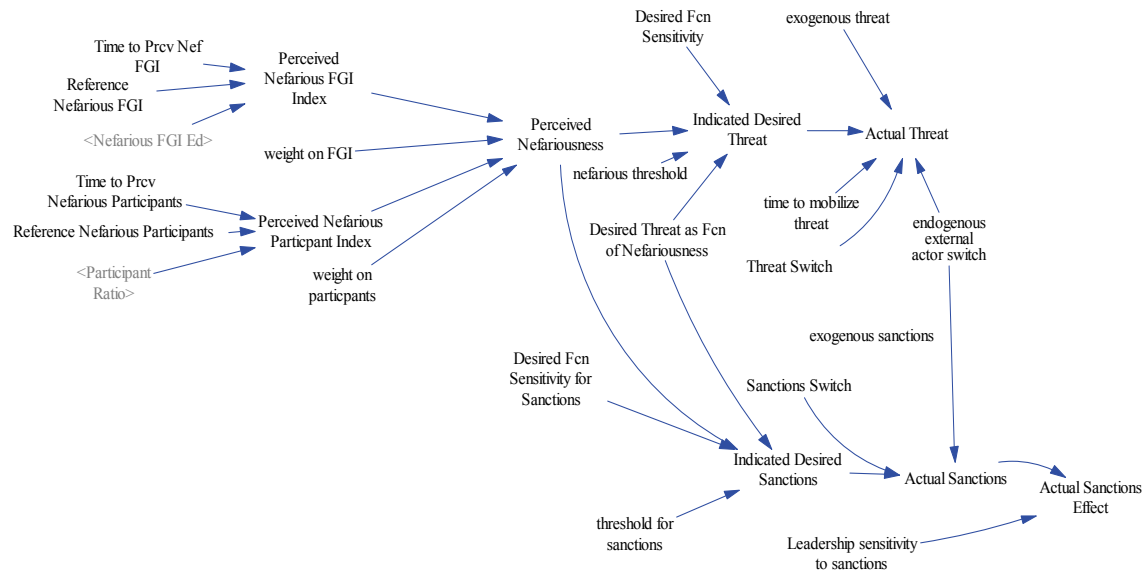 Desired Fcn
Sensitivity
exogenous threat
Time to Prcv Nef
FGI
Reference
Nefarious FGI
<Nefarious FGI Ed>
Perceived
Nefarious FGI
Index
weight on FGI
Perceived
Nefariousness
Indicated Desired
Threat
Actual Threat
nefarious threshold
Time to Prcv
Nefarious Participants
Reference Nefarious Participants
<Participant
Ratio>
Perceived Nefarious
Particpant Index
weight on
particpants
Desired Threat as Fcn
of Nefariousness
time to mobilize
threat
Threat Switch
endogenous
external
actor switch
exogenous sanctions
Desired Fcn
Sensitivity for
Sanctions
Sanctions Switch
Indicated Desired
Sanctions
Actual Sanctions
Actual Sanctions
Effect
threshold for
sanctions
Leadership sensitivity
to sanctions